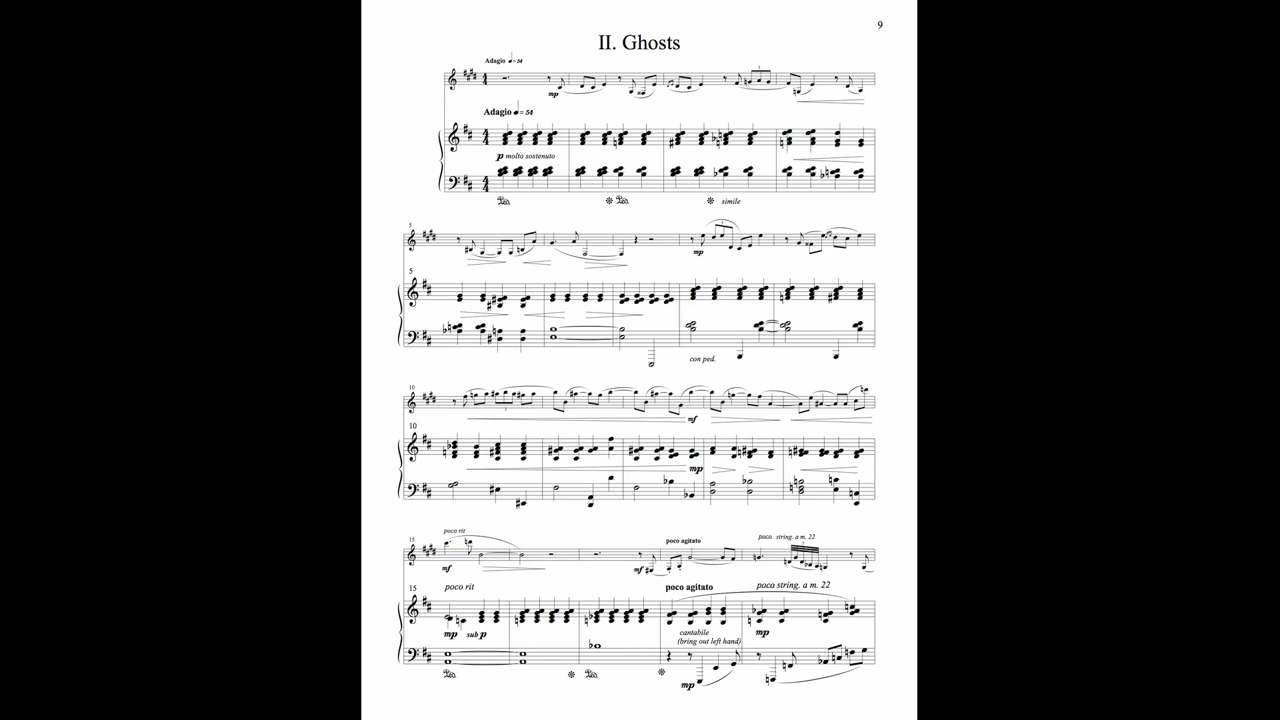 9
II. Ghosts
Adagio ♩= 54
mp
Adagio ♩= 54
p molto sostenuto
simile
5
mp
5
con ped.
10
mf
10
mp
15
poco rit
poco agitato
poco string. a m. 22
mf
mf
15
poco rit
poco agitato
poco string. a m. 22
mp
sub p
cantabile
mp
(bring out left hand)
mp